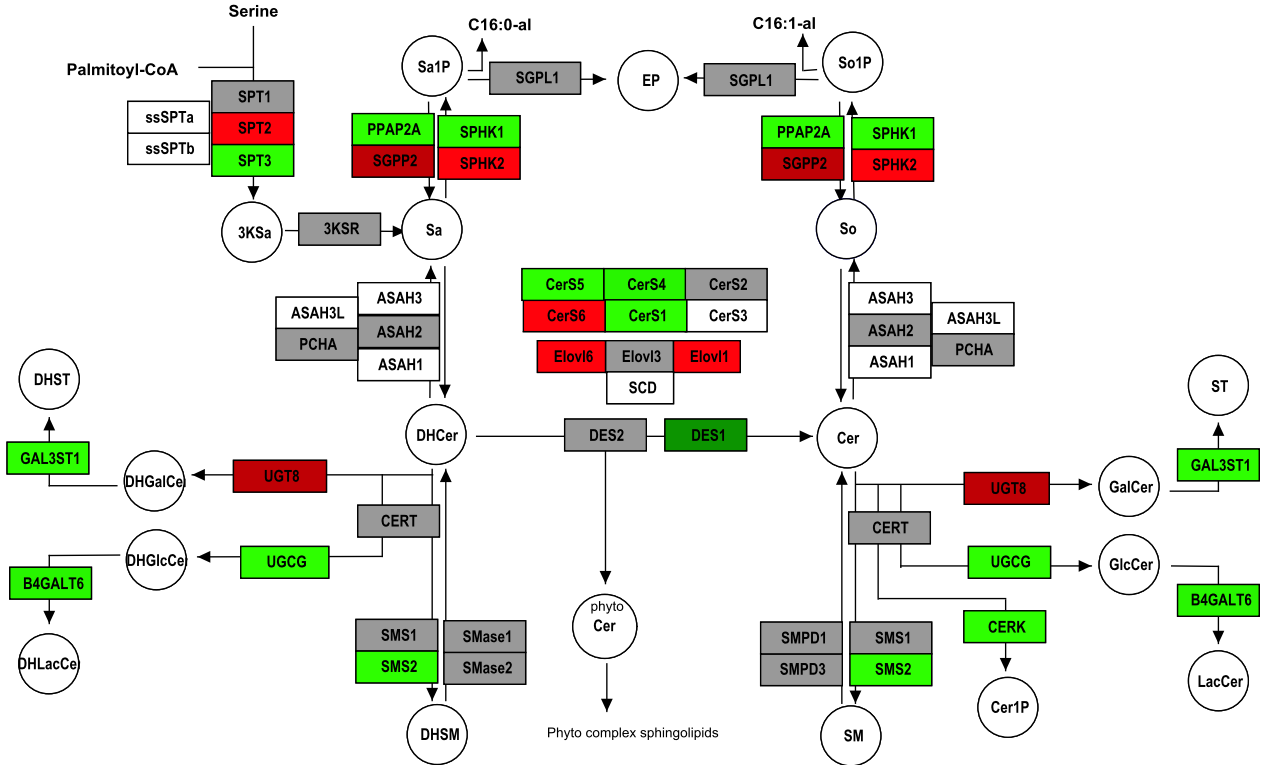 Serine
C16:0-al
C16:1-al
Palmitoyl-CoA
Sa1P
SGPL1
EP
SGPL1
So1P
SPT1
ssSPTa
SPT2
ssSPTb
SPT3
PPAP2A
SPHK1
SGPP2
SPHK2
PPAP2A
SPHK1
SGPP2
SPHK2
3KSa
3KSR
Sa
So
CerS5
CerS4
CerS2
CerS6
CerS1
CerS3
ASAH3
ASAH3L
ASAH2
PCHA
ASAH1
ASAH3
ASAH3L
ASAH2
PCHA
ASAH1
Elovl6
Elovl3
Elovl1
SCD
DHST
ST
DHCer
DES2
DES1
Cer
GAL3ST1
DHGalCe
UGT8
UGT8
GalCer
GAL3ST1
CERT
CERT
DHGlcCe
UGCG
UGCG
GlcCer
B4GALT6
B4GALT6
phyto
Cer
CERK
SMS1
SMase1
SMS2
SMase2
SMPD1
SMS1
SMPD3
SMS2
DHLacCe
LacCer
Cer1P
DHSM
Phyto complex sphingolipids
SM